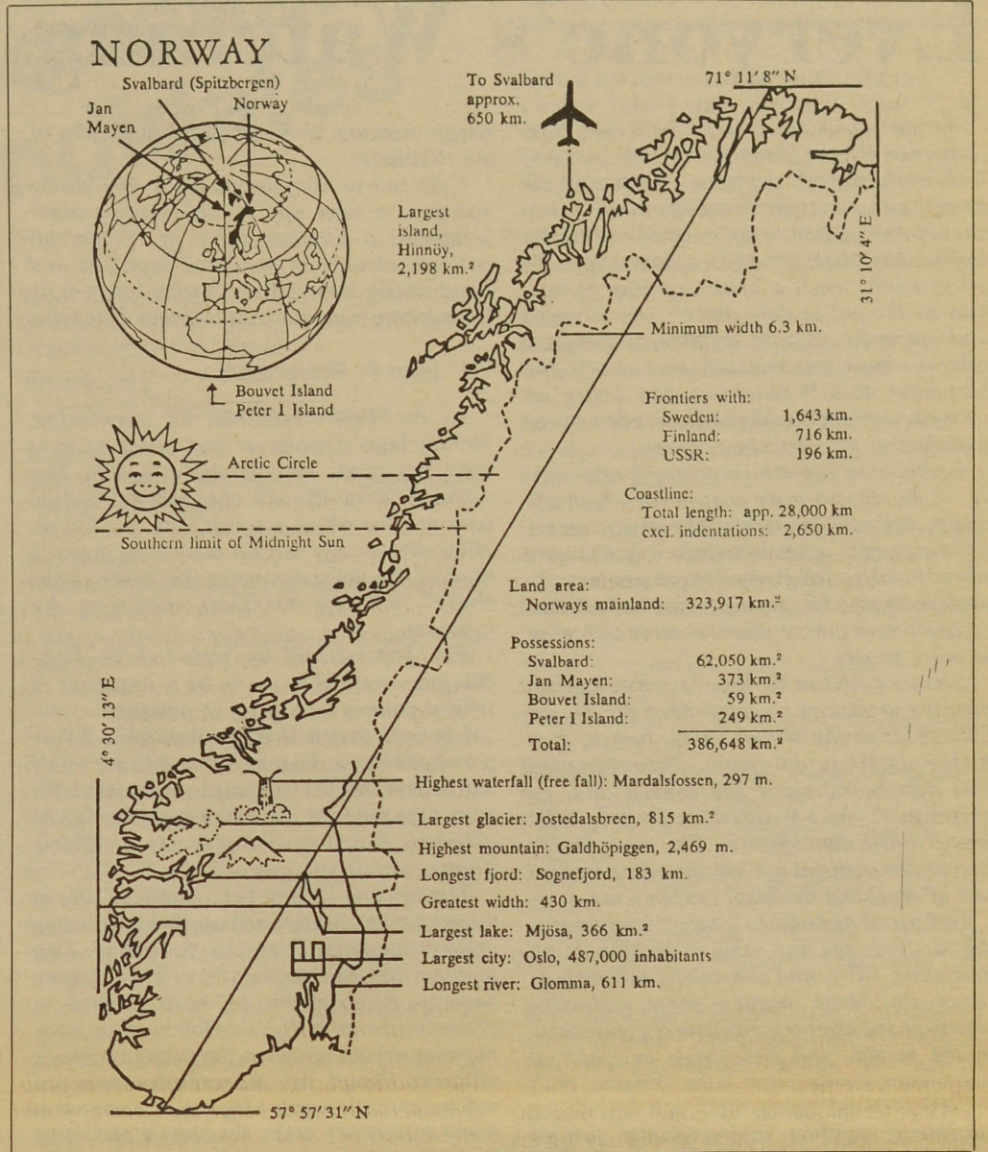 NORWAY
Svalbard (Spitzbergen)
Jan
Mayen
Norway
To Svalbard
approx.
650 km.
71° 11′ 8″ N
Largest
island,
Hinnöy,
2,198 km.²
31° 10′ 4″ E
Minimum width 6.3 km.
Bouvet Island
Peter I Island
Frontiers with:
Sweden: 1,643 km.
Finland: 716 km.
USSR: 196 km.
Arctic Circle
Coastline:
Total length: app. 28,000 km
excl. indentations: 2,650 km.
Southern limit of Midnight Sun
Land area:
Norways mainland: 323,917 km.²
Possessions:
Svalbard: 62,050 km.²
Jan Mayen: 373 km.²
Bouvet Island: 59 km.²
Peter I Island: 249 km.²
Total: 386,648 km.²
4° 30′ 13″ E
Highest waterfall (free fall): Mardalsfossen, 297 m.
Largest glacier: Jostedalsbreen, 815 km.²
Highest mountain: Galdhöpiggen, 2,469 m.
Longest fjord: Sognefjord, 183 km.
Greatest width: 430 km.
Largest lake: Mjösa, 366 km.²
Largest city: Oslo, 487,000 inhabitants
Longest river: Glomma, 611 km.
57° 57′ 31″ N